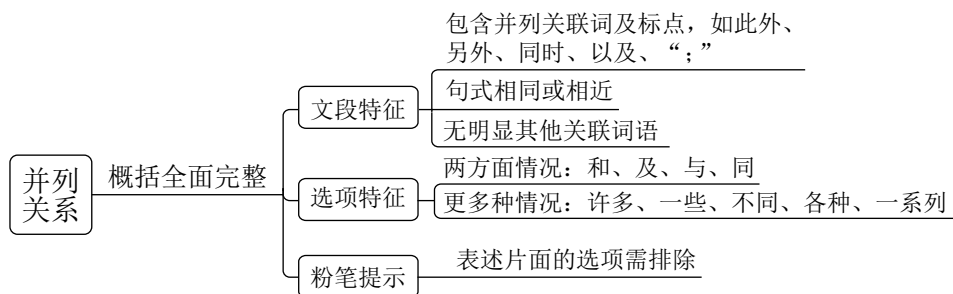 并列
关系
概括全面完整
文段特征
包含并列关联词及标点，如此外、
另外、同时、以及、“；”
句式相同或相近
无明显其他关联词语
选项特征
两方面情况：和、及、与、同
更多种情况：许多、一些、不同、各种、一系列
粉笔提示
表述片面的选项需排除